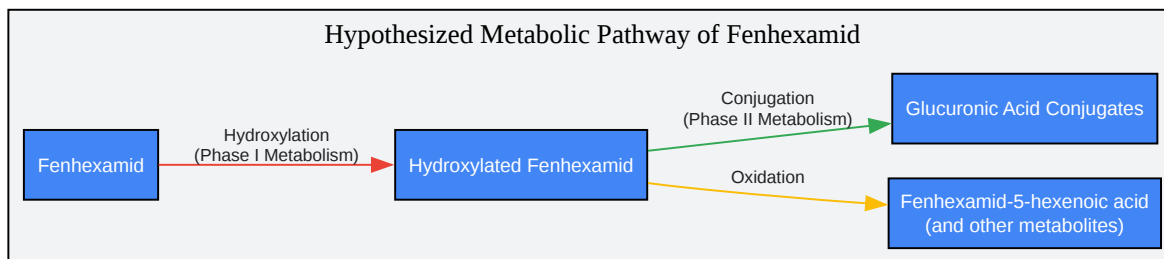 Hypothesized Metabolic Pathway of Fenhexamid
Fenhexamid
Hydroxylation
(Phase I Metabolism)
Hydroxylated Fenhexamid
Conjugation
(Phase II Metabolism)
Glucuronic Acid Conjugates
Oxidation
Fenhexamid-5-hexenoic acid
(and other metabolites)